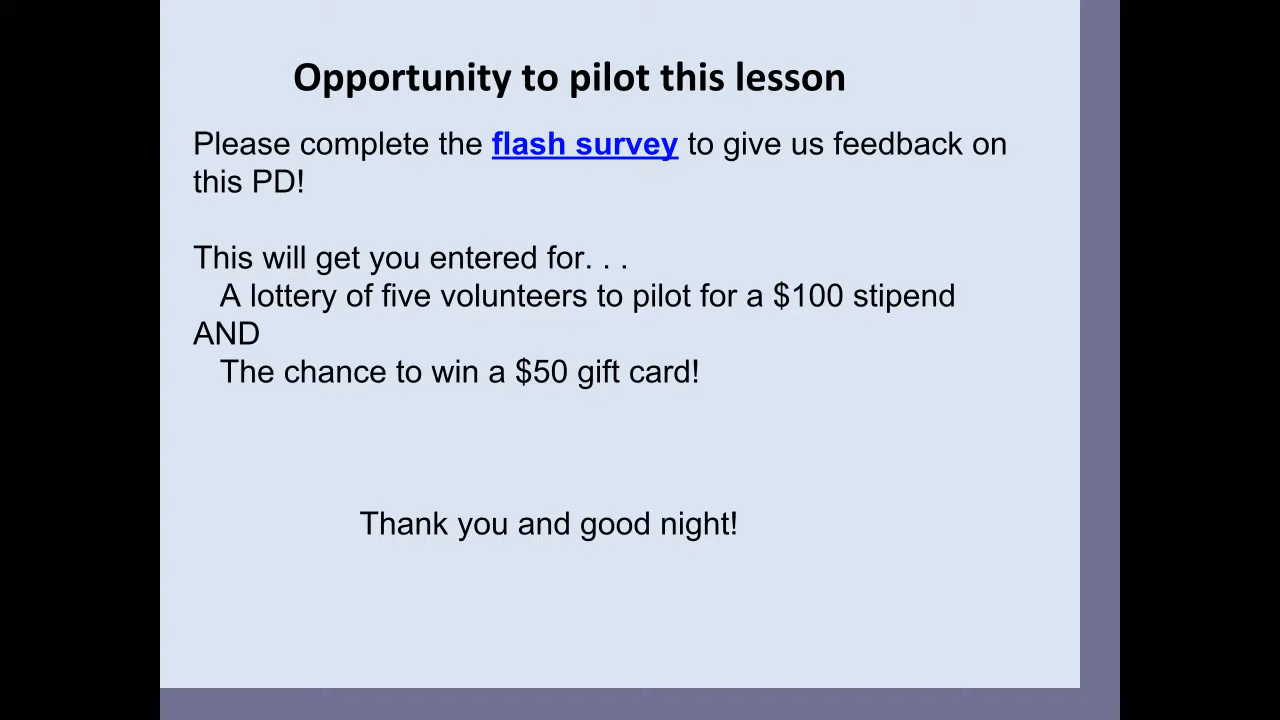 Opportunity to pilot this lesson
Please complete the flash survey to give us feedback on
this PD!
This will get you entered for. . .
A lottery of five volunteers to pilot for a $100 stipend
AND
The chance to win a $50 gift card!
Thank you and good night!